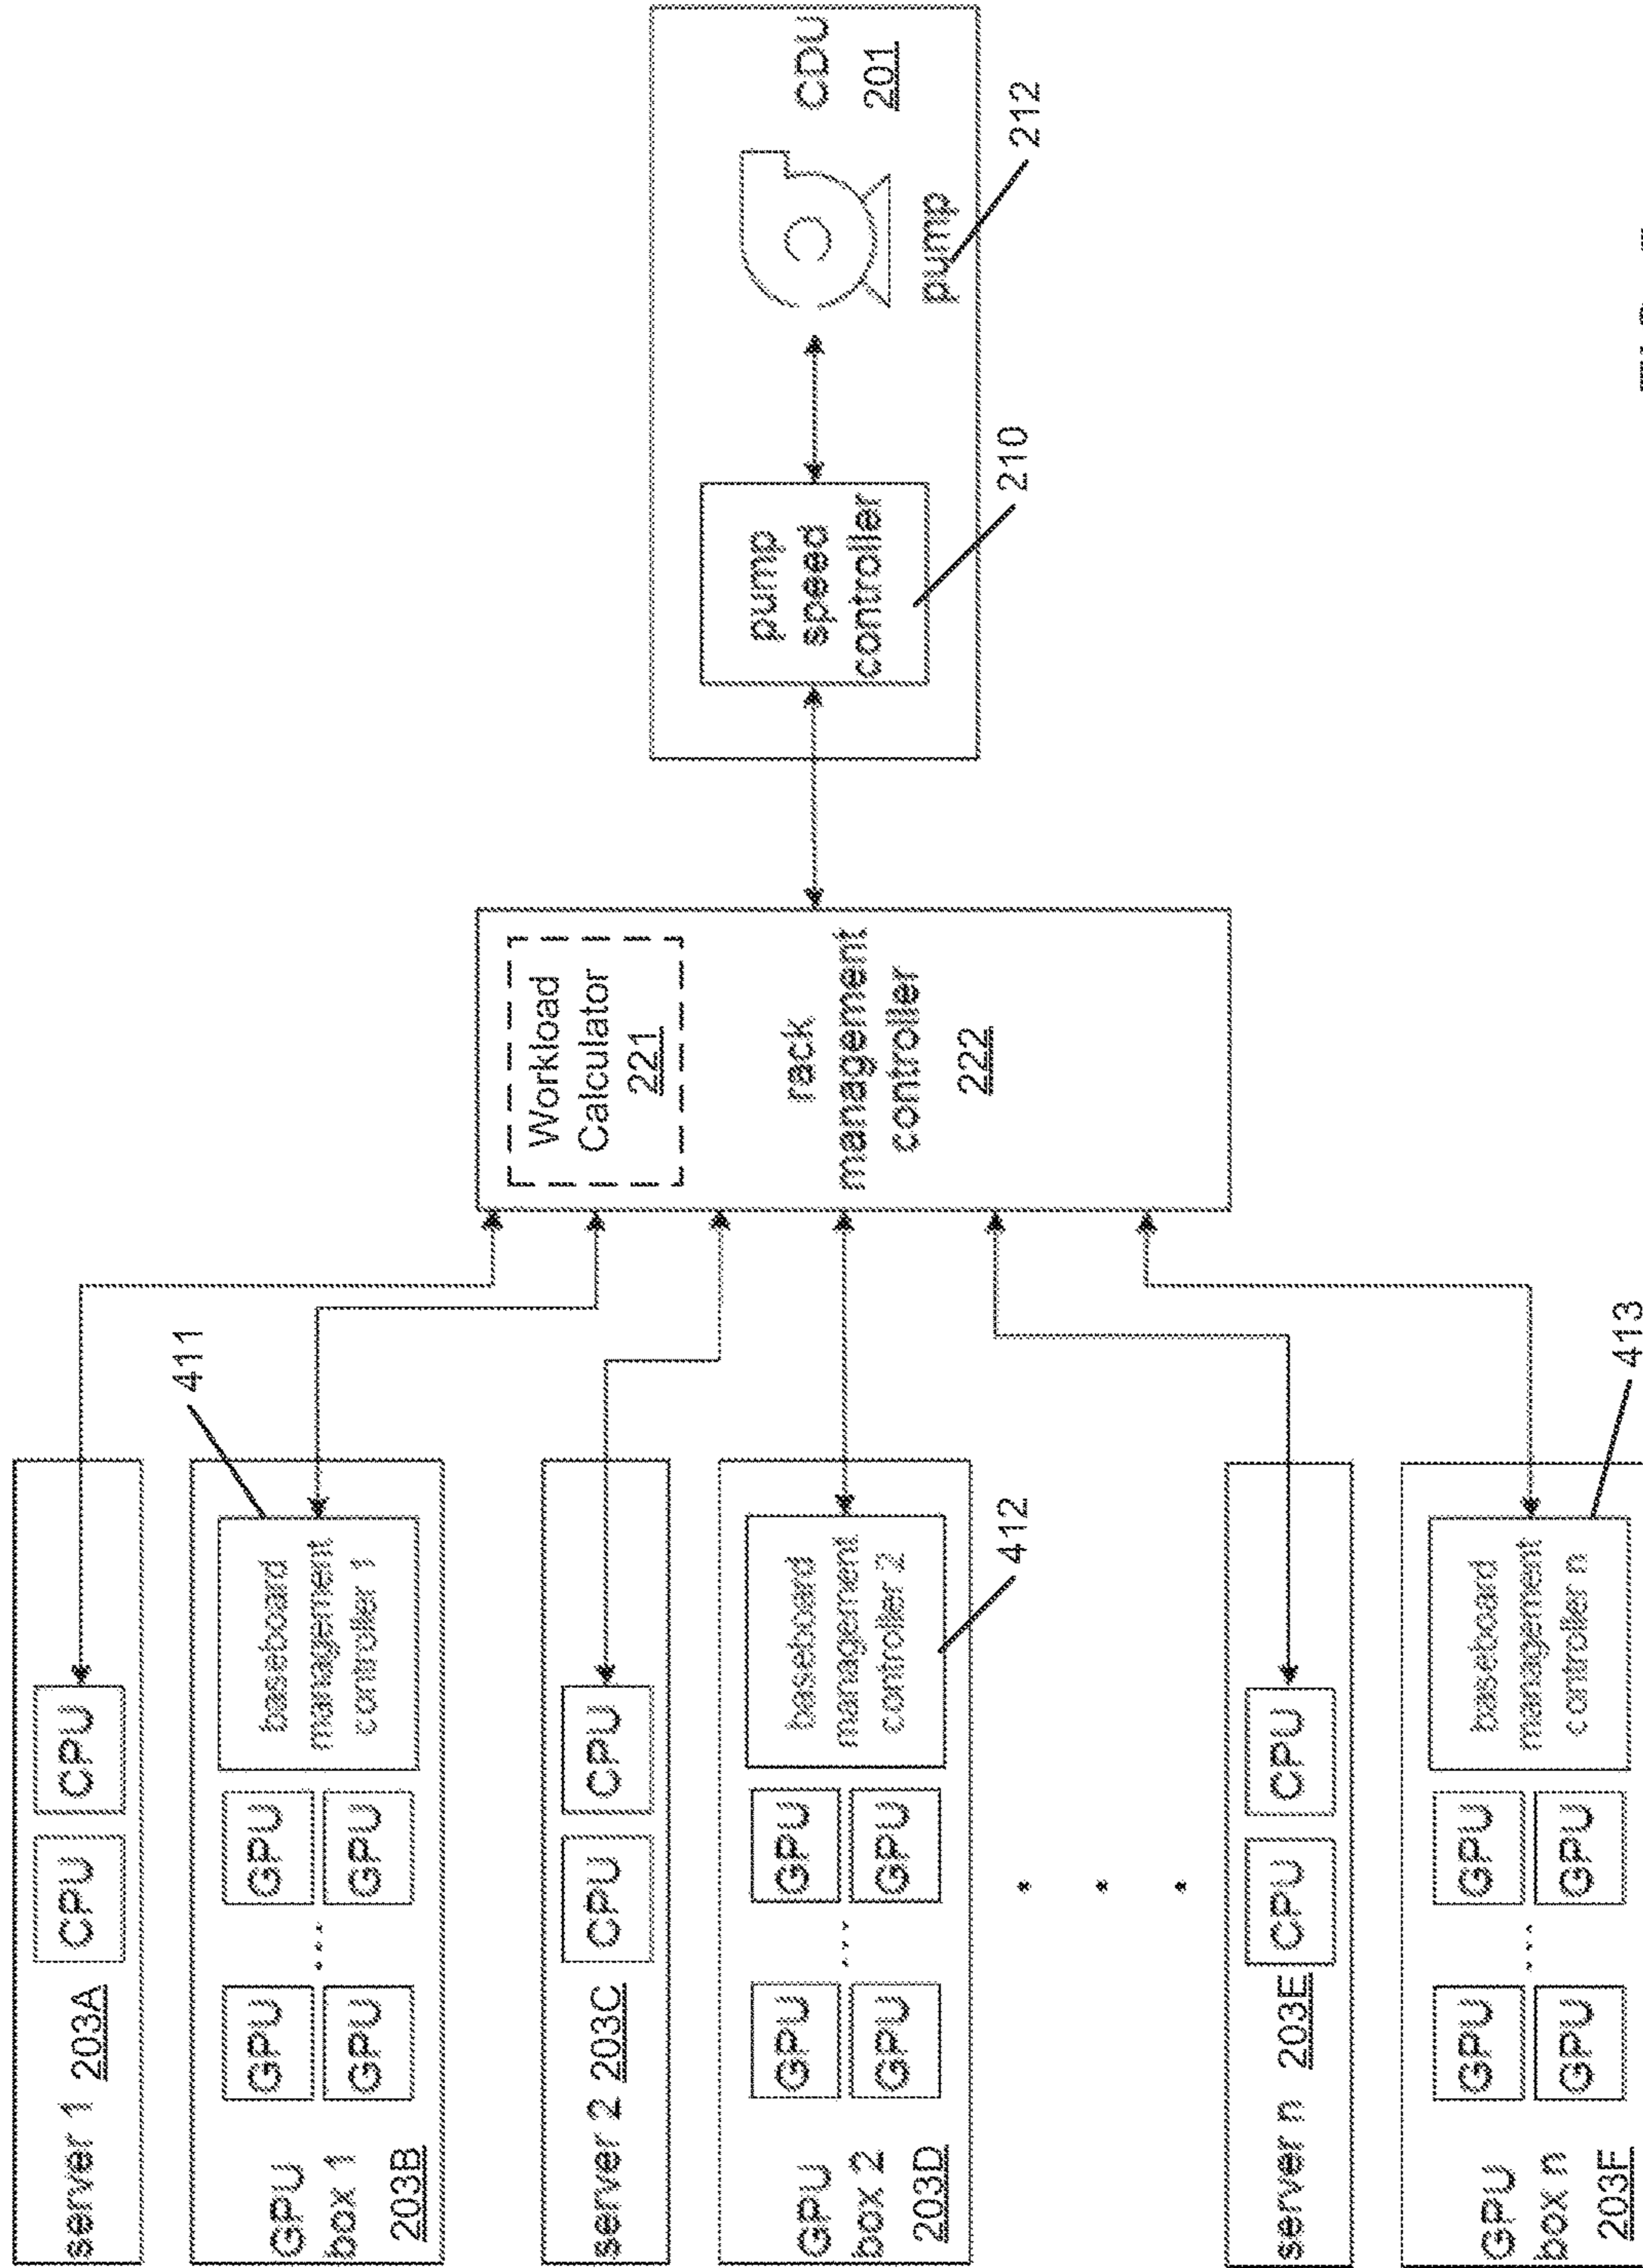 server 1 203A
CPU
CPU
GPU
box 1
203B
GPU
GPU
...
GPU
GPU
baseboard
management
controller 1
411
server 2 203C
CPU
CPU
GPU
box 2
203D
GPU
GPU
...
GPU
GPU
baseboard
management
controller 2
412
server n 203E
CPU
CPU
GPU
box n
203F
GPU
GPU
...
GPU
GPU
baseboard
management
controller n
413
Workload
Calculator
221
rack
management
controller
222
pump
speed
controller
210
CDU
201
pump
212